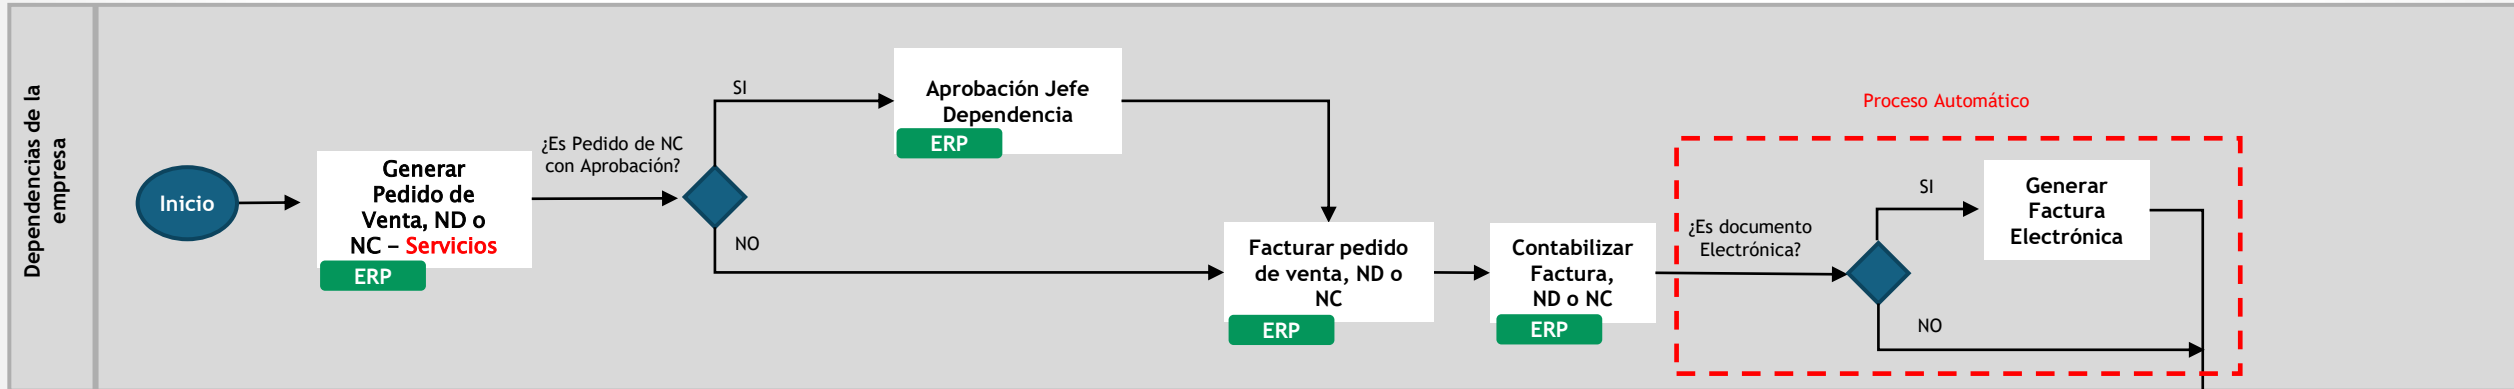 Dependencias de la
empresa
Inicio
Generar
Pedido de
Venta, ND o
NC – Servicios
ERP
¿Es Pedido de NC
con Aprobación?
SI
NO
Aprobación Jefe
Dependencia
ERP
Facturar pedido
de venta, ND o
NC
ERP
Contabilizar
Factura,
ND o NC
ERP
Proceso Automático
¿Es documento
Electrónica?
SI
NO
Generar
Factura
Electrónica